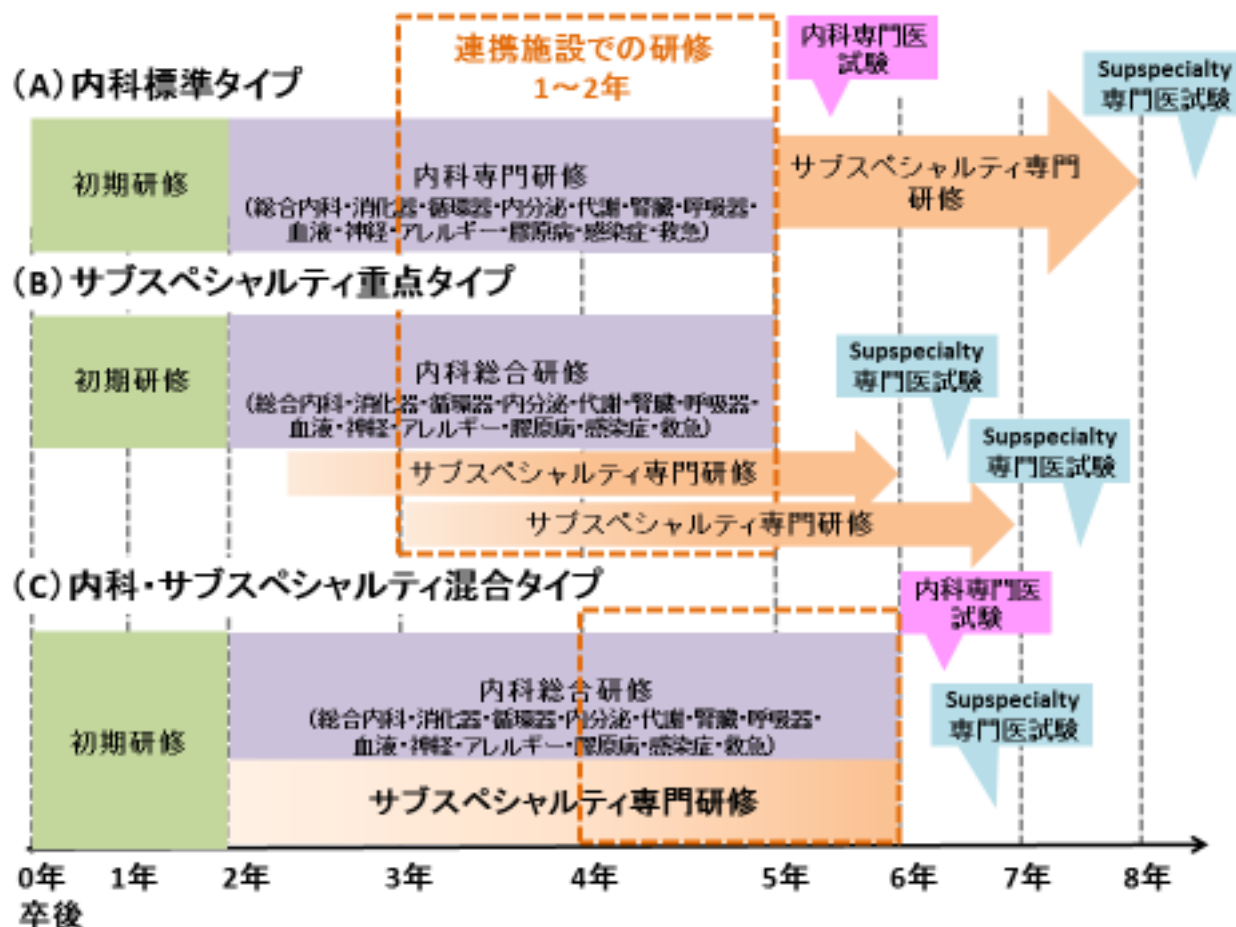 連携施設での研修
1～2年
内科専門医
試験
Supspecialty
専門医試験
(A)内科標準タイプ
初期研修
内科専門研修
(総合内科・消化器・循環器・内分泌・代謝・腎臓・呼吸器・
血液・神経・アレルギー・膠原病・感染症・救急)
サブスペシャルティ専門
研修
(B)サブスペシャルティ重点タイプ
初期研修
内科総合研修
(総合内科・消化器・循環器・内分泌・代謝・腎臓・呼吸器・
血液・神経・アレルギー・膠原病・感染症・救急)
Supspecialty
専門医試験
Supspecialty
専門医試験
サブスペシャルティ専門研修
サブスペシャルティ専門研修
(C)内科・サブスペシャルティ混合タイプ
内科専門医
試験
初期研修
内科総合研修
(総合内科・消化器・循環器・内分泌・代謝・腎臓・呼吸器・
血液・神経・アレルギー・膠原病・感染症・救急)
Supspecialty
専門医試験
サブスペシャルティ専門研修
0年 1年 2年 3年 4年 5年 6年 7年 8年
卒後